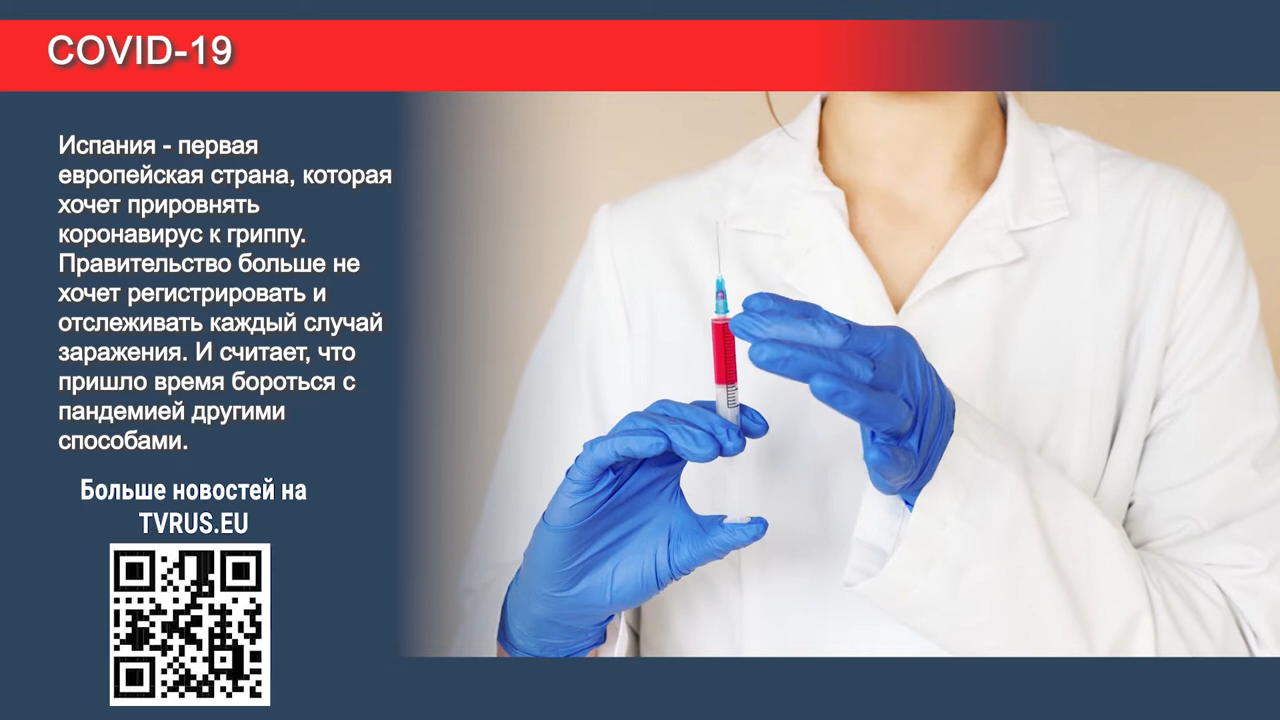 COVID-19
Испания - первая
европейская страна, которая
хочет прировнять
коронавирус к гриппу.
Правительство больше не
хочет регистрировать и
отслеживать каждый случай
заражения. И считает, что
пришло время бороться с
пандемией другими
способами.
Больше новостей на
TVRUS.EU